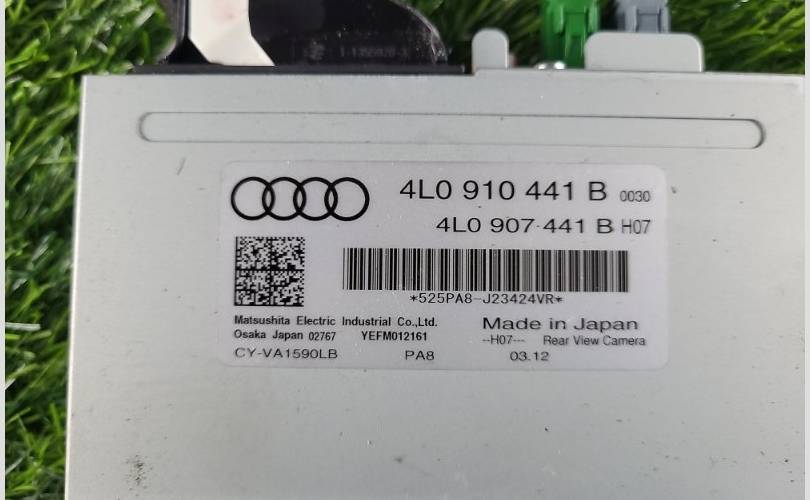 4L0 910 441 B 0030
4L0 907 441 B H07
*525PA8-J23424VR*
Matsushita Electric Industrial Co.,Ltd.
Osaka Japan 02767 YEFM012161
CY-VA1590LB PA8
Made in Japan
--H07--- Rear View Camera
03.12